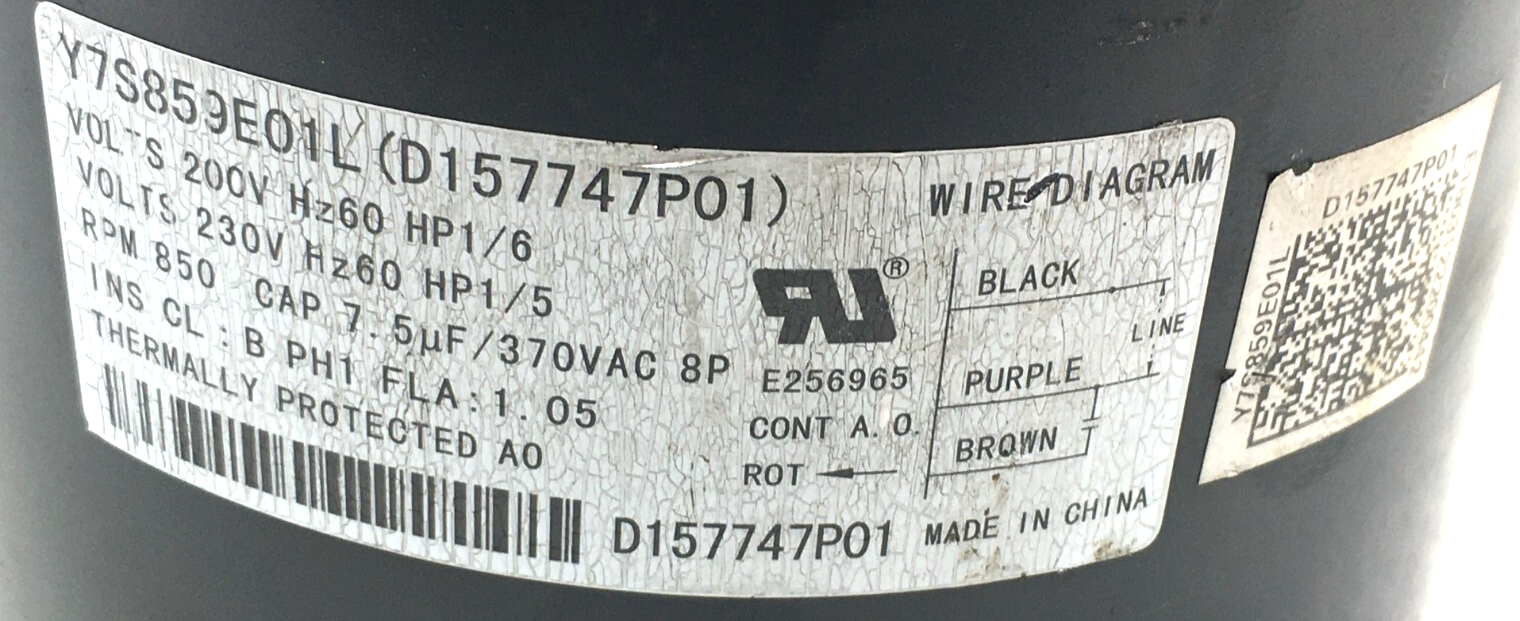 Y7S859E01L (D157747P01)
VOLTS 200V Hz60 HP1/6
VOLTS 230V Hz60 HP1/5
RPM 850 CAP 7.5µF/370VAC 8P
INS CL : B PH1 FLA:1.05
THERMALLY PROTECTED AO
D157747P01
RU®
E256965
CONT A.O.
ROT
WIRE DIAGRAM
BLACK
LINE
PURPLE
BROWN
MADE IN CHINA
D157747P01
Y7S859E01L